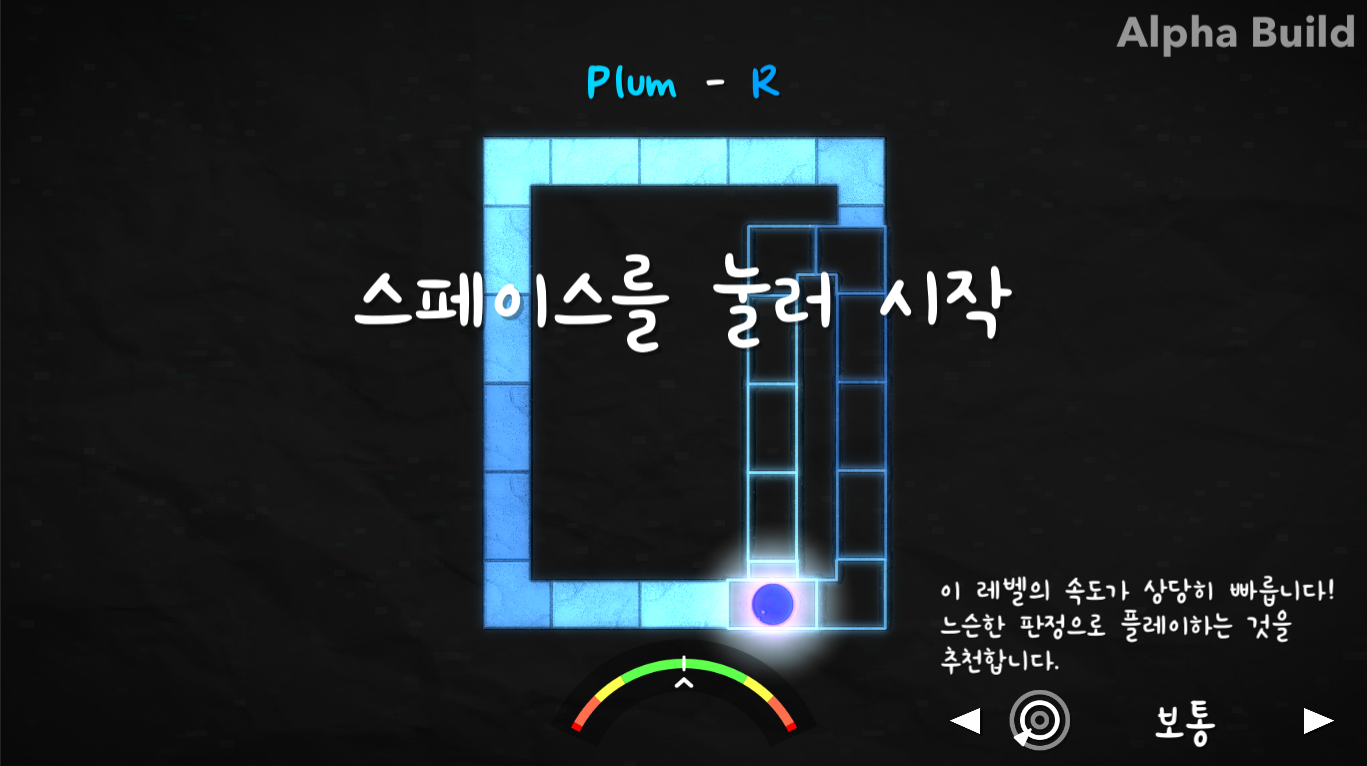 Alpha Build
Plum - R
스페이스를 눌러 시작
이 레벨의 속도가 상당히 빠릅니다!
느슨한 판정으로 플레이하는 것을
추천합니다.
보통